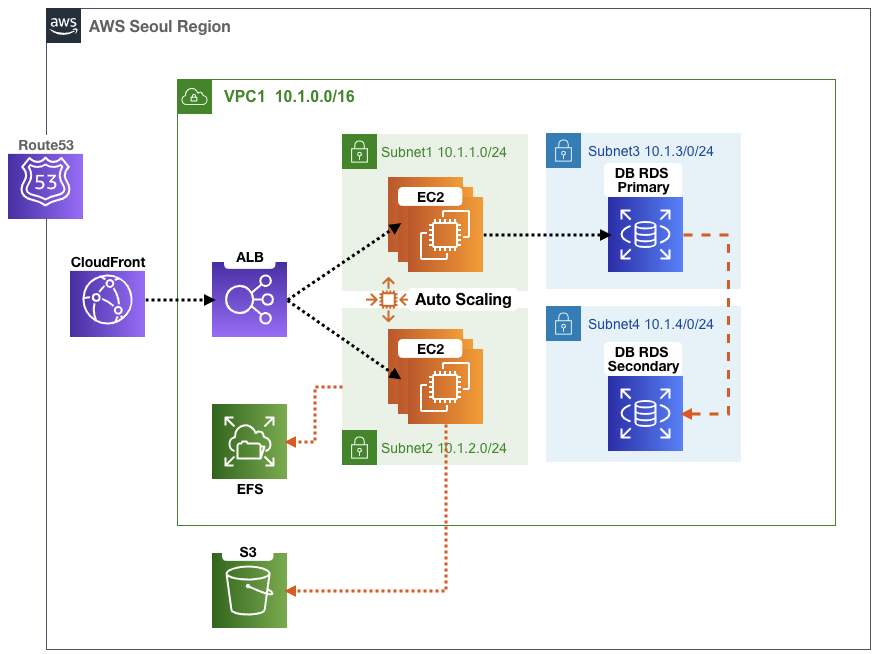 aws
AWS Seoul Region
VPC1 10.1.0.0/16
Route53
53
Subnet1 10.1.1.0/24
Subnet3 10.1.3/0/24
DB RDS
Primary
EC2
ALB
CloudFront
Auto Scaling
Subnet4 10.1.4/0/24
EC2
DB RDS
Secondary
Subnet2 10.1.2.0/24
EFS
S3